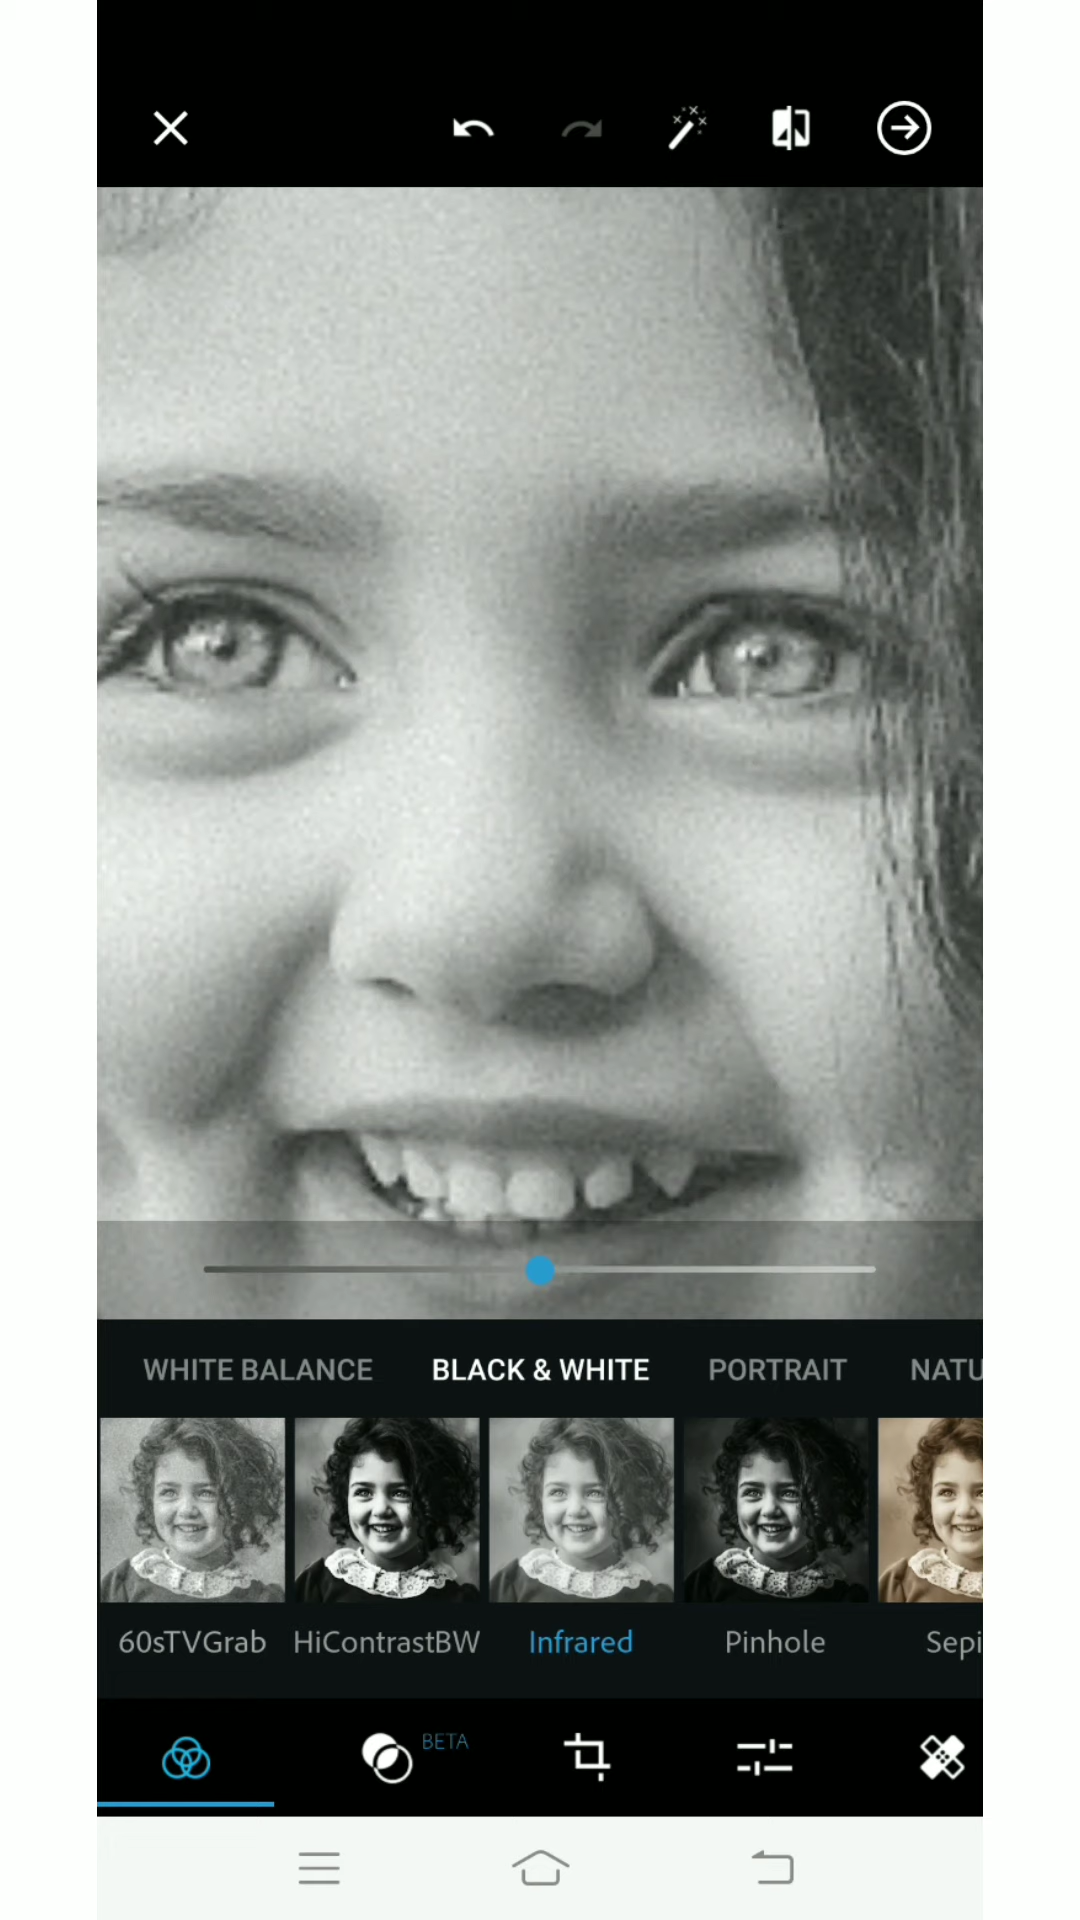 WHITE BALANCE BLACK & WHITE PORTRAIT NATU
60sTVGrab HiContrastBW Infrared Pinhole Sepi
BETA